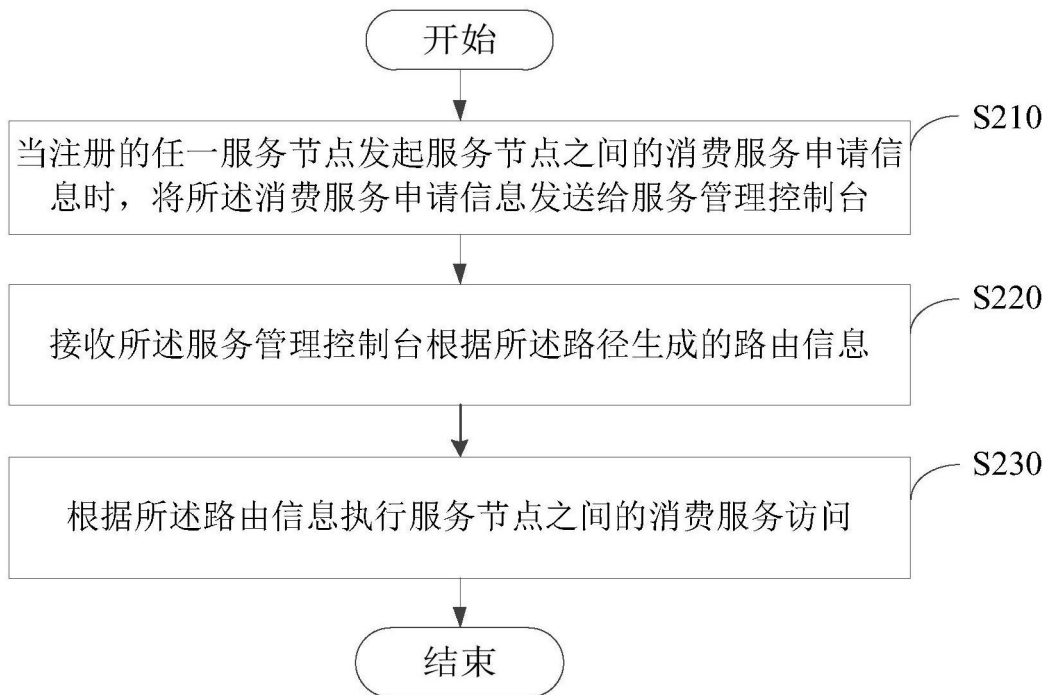 开始
S210
当注册的任一服务节点发起服务节点之间的消费服务申请信
息时，将所述消费服务申请信息发送给服务管理控制台
S220
接收所述服务管理控制台根据所述路径生成的路由信息
S230
根据所述路由信息执行服务节点之间的消费服务访问
结束